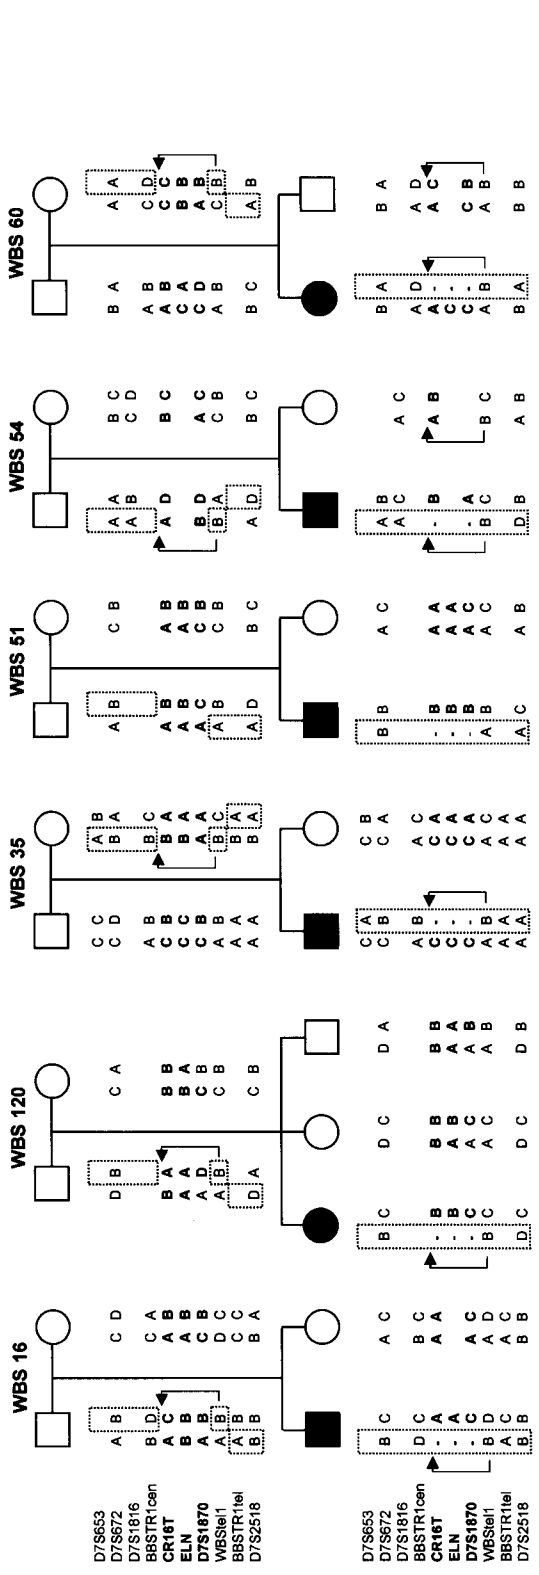 WBS 16 WBS 120 WBS 35 WBS 51 WBS 54 WBS 60
D7S653 C C A B
D7S672 A B C D D B C A C D B A A B C B A A B C B A A A
D7S1816 A B C D
BBSTR1cen B D C A A B B C A B C D
CR16T A C A B B A B B C B B A A B A B A D B C A B C C
ELN B B A B A A B A C C B A A B A B C A B B
D7S1870 A B C B A D C B C B A A A C C B B D A C C D A B
WBStel1 A B D C A B C B A B B C A B C B B A C B A B C B
BBSTR1tel A B C C A A B A
D7S2518 B B B A D A C B A A B A A D B C A D B C B C A B
D7S653 C A C B
D7S672 B C A C B C D C D A C B C A B B A C A B B A B A
D7S1816 A C A C
BBSTR1cen D C B C A B A C A D A D
CR16T - A A A - B B B B B C - C A - B A A - B A B A - A C
ELN - A - B A B A A C - C A - B A A C -
D7S1870 - C A C - C A C A B C - C A - B A C - A C - C B
WBStel1 B D A D B C A C A B A B A C A B A C B C B C A B A B
BBSTR1tel A C A C A A A A
D7S2518 B B B B D C D C D B A A A A A C A B D B A B B A B B